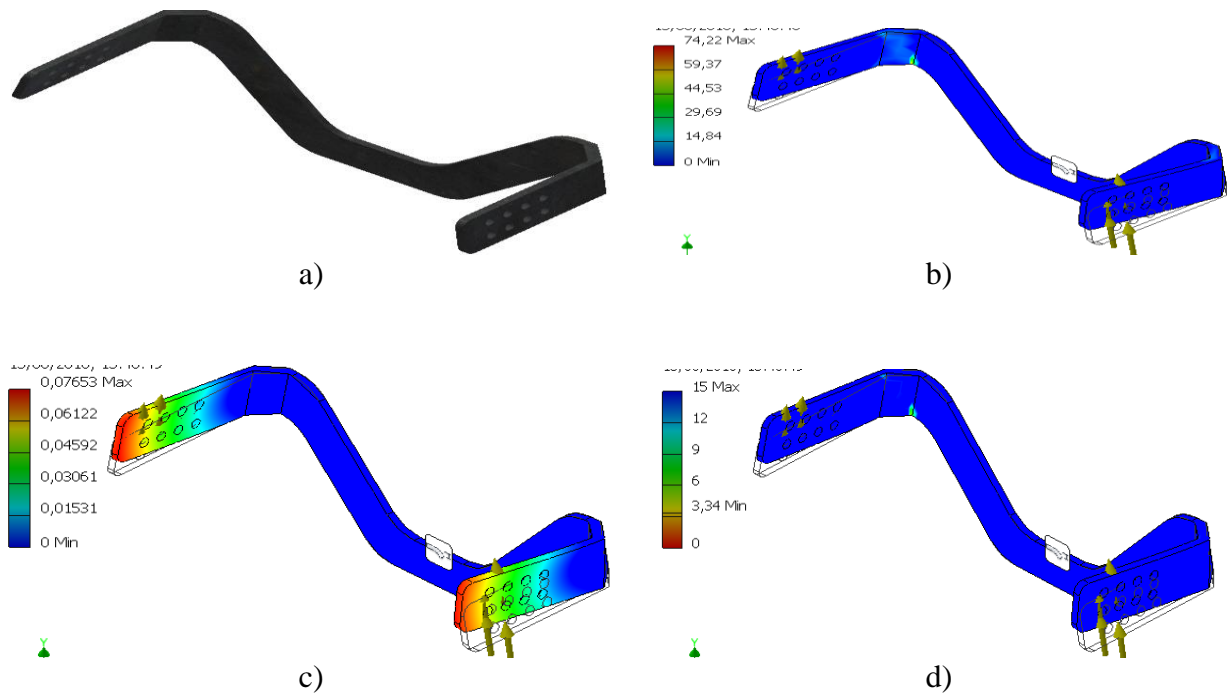 74,22 Max
59,37
44,53
29,69
14,84
0 Min
Y
a)
b)
0,07653 Max
0,06122
0,04592
0,03061
0,01531
0 Min
Y
c)
15 Max
12
9
6
3,34 Min
0
Y
d)